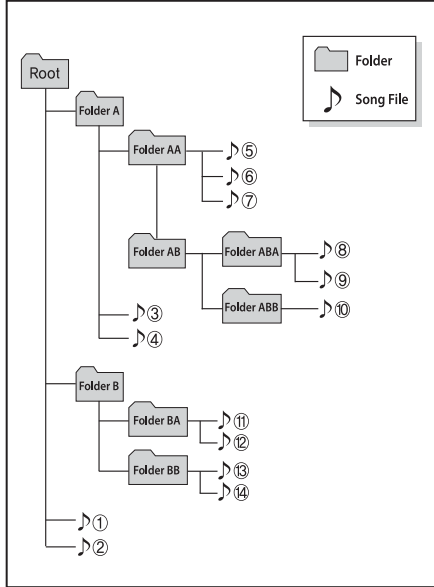 Root
Folder
Song File
Folder A
Folder AA
⑤
⑥
⑦
Folder AB
Folder ABA
⑧
⑨
Folder ABB
⑩
③
④
Folder B
Folder BA
⑪
⑫
Folder BB
⑬
⑭
①
②